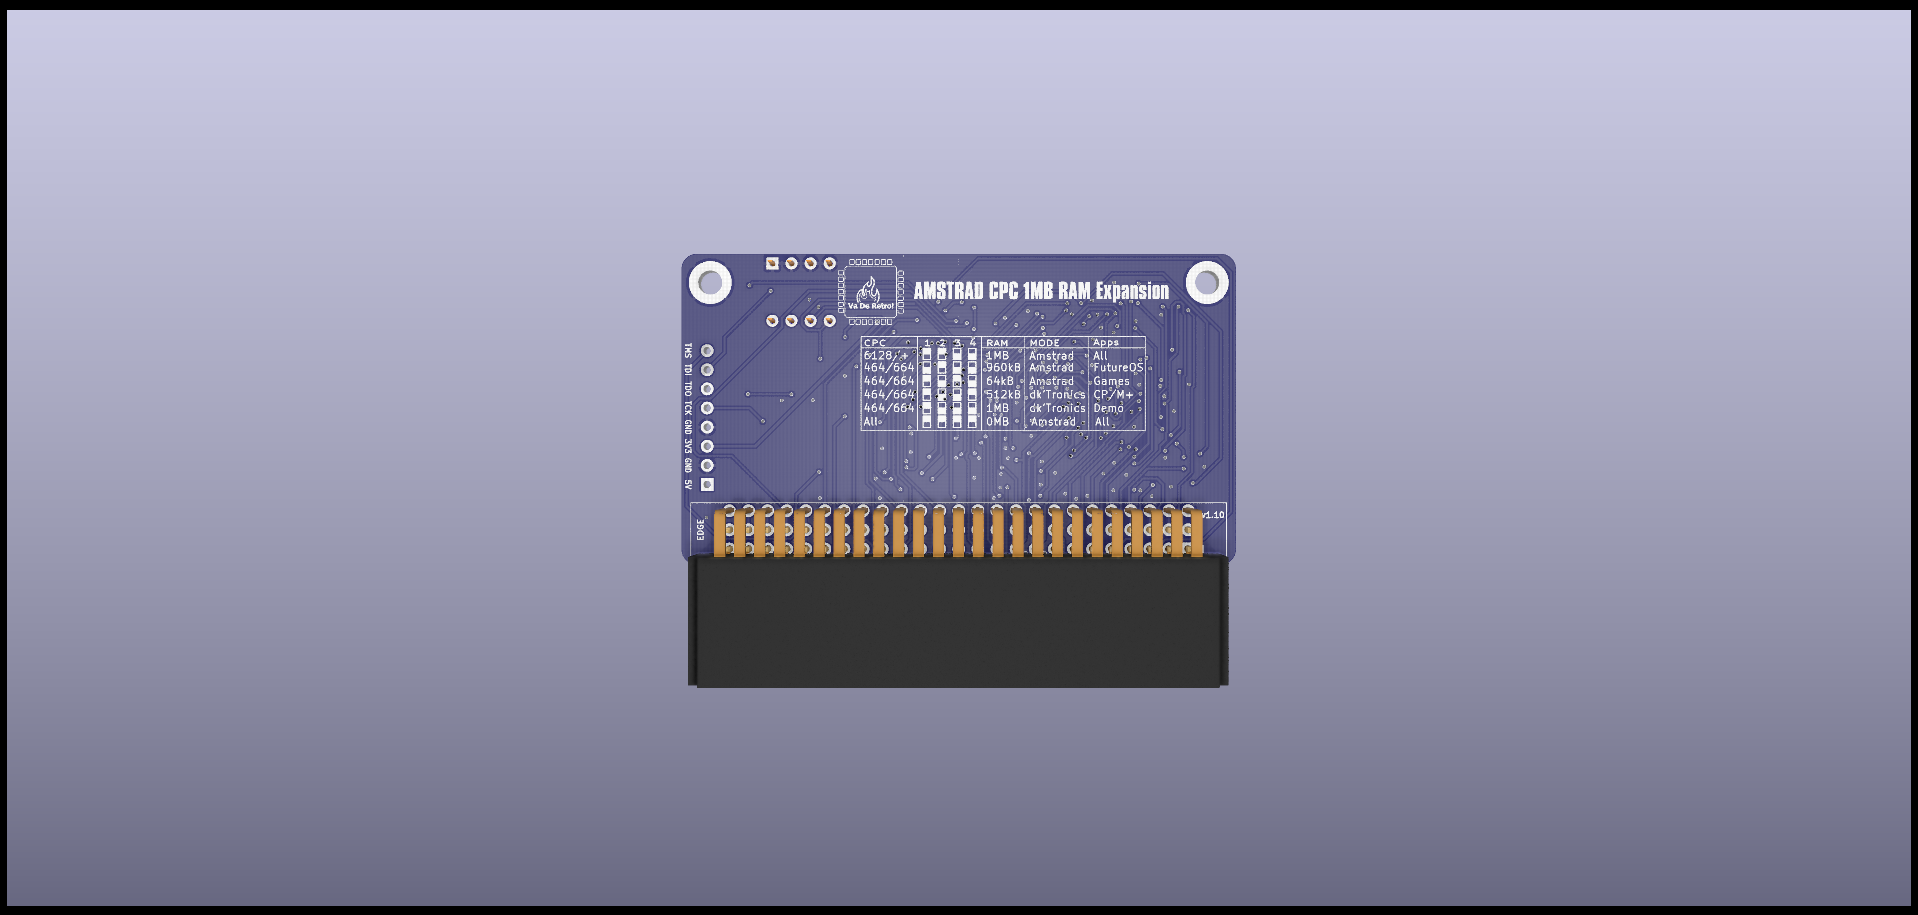 AMSTRAD CPC 1MB RAM Expansion
Va De Retro!
CPC 1 2 3 4 RAM MODE Apps
6128/+ 1MB Amstrad All
464/664 960kB Amstrad FutureOS
464/664 64kB Amstrad Games
464/664 512kB dk'Tronics CP/M+
464/664 1MB dk'Tronics Demo
All 0MB Amstrad All
TMS
TDI
TDO
TCK
GND
3V3
GND
5V
EDGE
v1.10